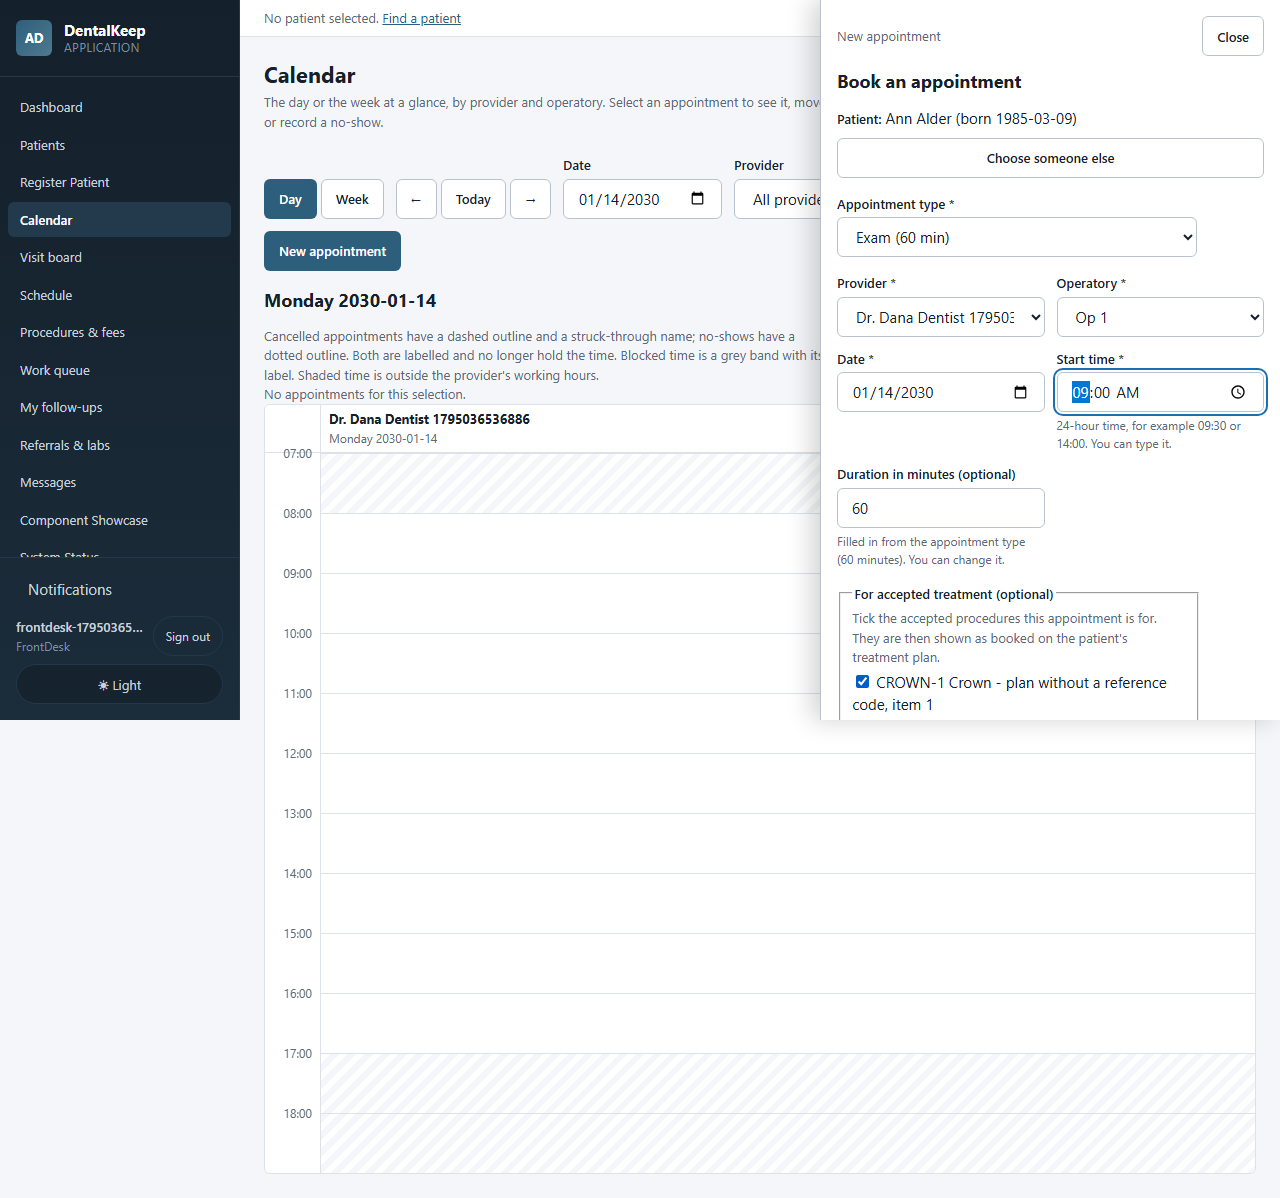 AD
DentalKeep
APPLICATION
Dashboard
Patients
Register Patient
Calendar
Visit board
Schedule
Procedures & fees
Work queue
My follow-ups
Referrals & labs
Messages
Component Showcase
System Status
Notifications
frontdesk-17950365...
FrontDesk
Sign out
☀ Light
No patient selected. Find a patient
Calendar
The day or the week at a glance, by provider and operatory. Select an appointment to see it, mov
or record a no-show.
Date
Provider
Day
Week
←
Today
→
01/14/2030
All provide
New appointment
Monday 2030-01-14
Cancelled appointments have a dashed outline and a struck-through name; no-shows have a
dotted outline. Both are labelled and no longer hold the time. Blocked time is a grey band with its
label. Shaded time is outside the provider's working hours.
No appointments for this selection.
Dr. Dana Dentist 1795036536886
Monday 2030-01-14
07:00
08:00
09:00
10:00
11:00
12:00
13:00
14:00
15:00
16:00
17:00
18:00
New appointment
Close
Book an appointment
Patient: Ann Alder (born 1985-03-09)
Choose someone else
Appointment type *
Exam (60 min)
Provider *
Operatory *
Dr. Dana Dentist 17950
Op 1
Date *
Start time *
01/14/2030
09:00 AM
24-hour time, for example 09:30 or
14:00. You can type it.
Duration in minutes (optional)
60
Filled in from the appointment type
(60 minutes). You can change it.
For accepted treatment (optional)
Tick the accepted procedures this appointment is for.
They are then shown as booked on the patient's
treatment plan.
CROWN-1 Crown - plan without a reference
code, item 1